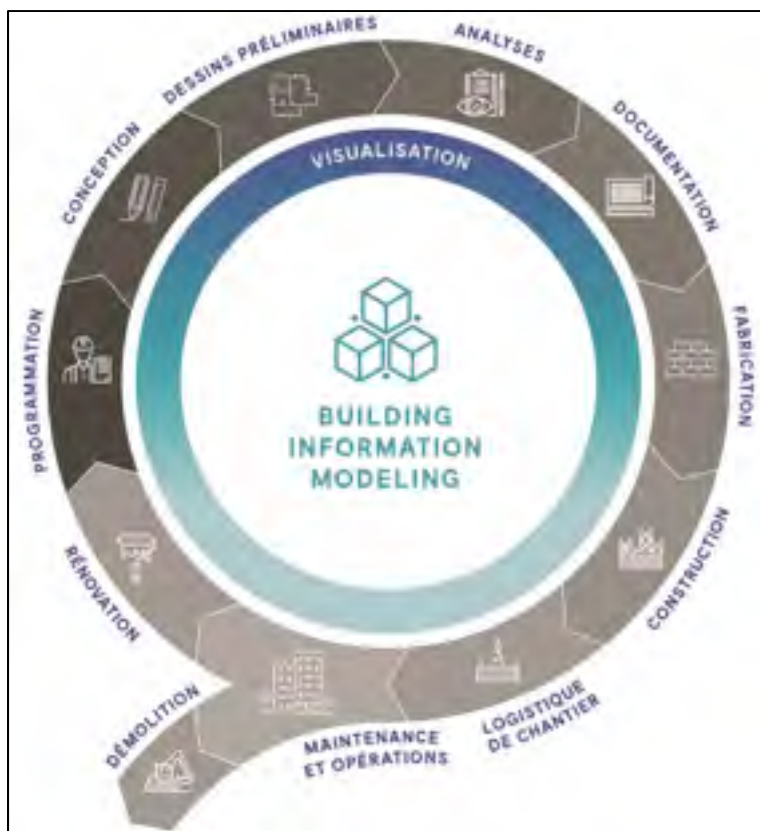 DESSINS PRÉLIMINAIRES
ANALYSES
DOCUMENTATION
FABRICATION
CONSTRUCTION
LOGISTIQUE
DE CHANTIER
MAINTENANCE
ET OPÉRATIONS
DÉMOLITION
RÉNOVATION
PROGRAMMATION
CONCEPTION
VISUALISATION
BUILDING
INFORMATION
MODELING